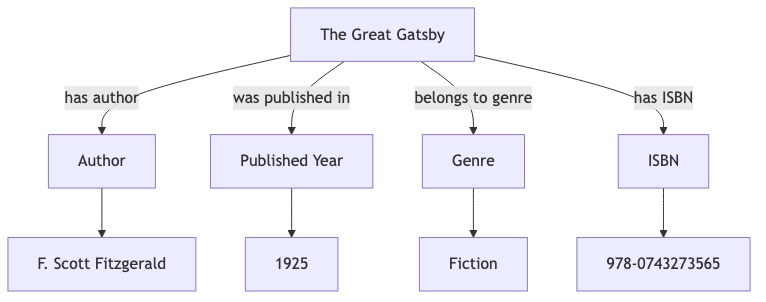 The Great Gatsby
has author
was published in
belongs to genre
has ISBN
Author
Published Year
Genre
ISBN
F. Scott Fitzgerald
1925
Fiction
978-0743273565